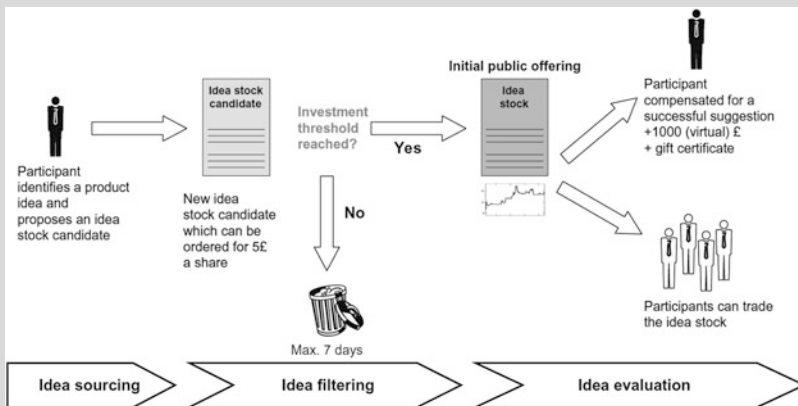 Participant
identifies a product
idea and
proposes an idea
stock candidate
Idea stock
candidate
New idea
stock candidate
which can be
ordered for 5£
a share
Investment
threshold
reached?
Yes
No
Max. 7 days
Initial public offering
Idea
stock
Participant
compensated for a
successful suggestion
+1000 (virtual) £
+ gift certificate
Participants can trade
the idea stock
Idea sourcing
Idea filtering
Idea evaluation